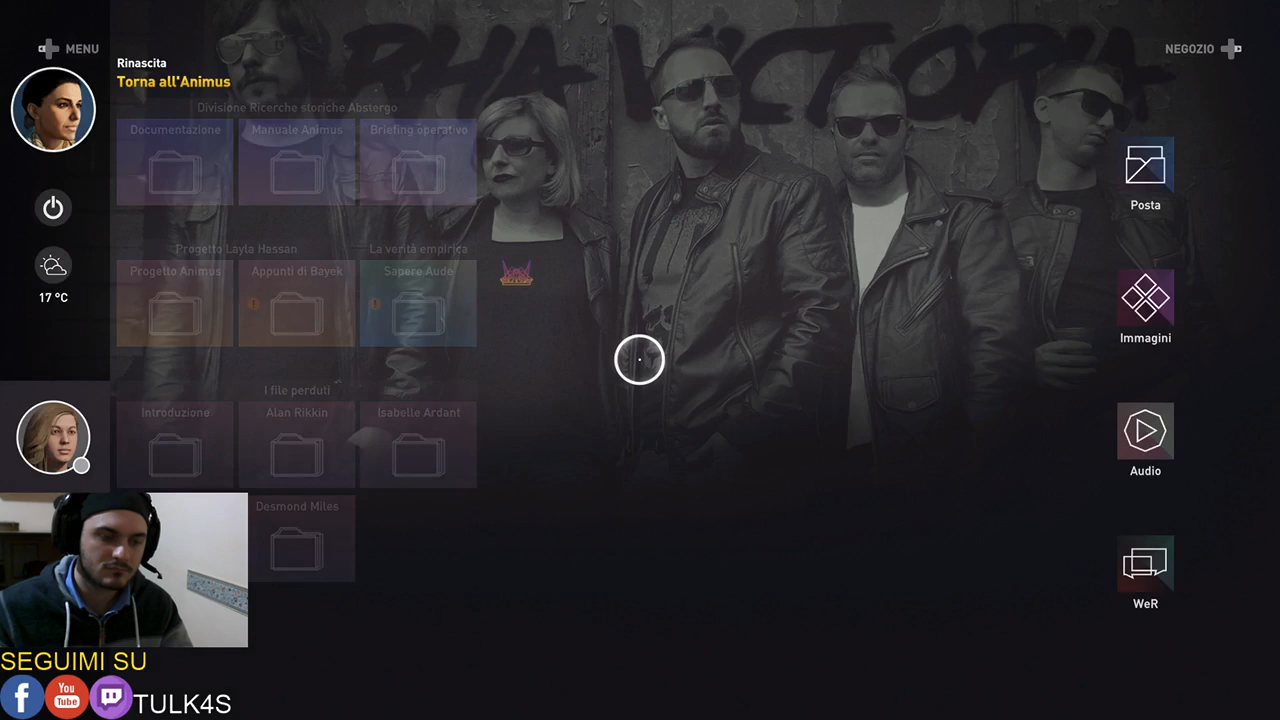 MENU
NEGOZIO
Rinascita
Torna all'Animus
Divisione Ricerche storiche Abstergo
Documentazione
Manuale Animus
Briefing operativo
Progetto Layla Hassan
La verità empirica
Progetto Animus
Appunti di Bayek
Sapere Aude
17 °C
I file perduti
Introduzione
Alan Rikkin
Isabelle Ardant
Desmond Miles
Posta
Immagini
Audio
WeR
SEGUIMI SU
f
You
Tube
TULK4S